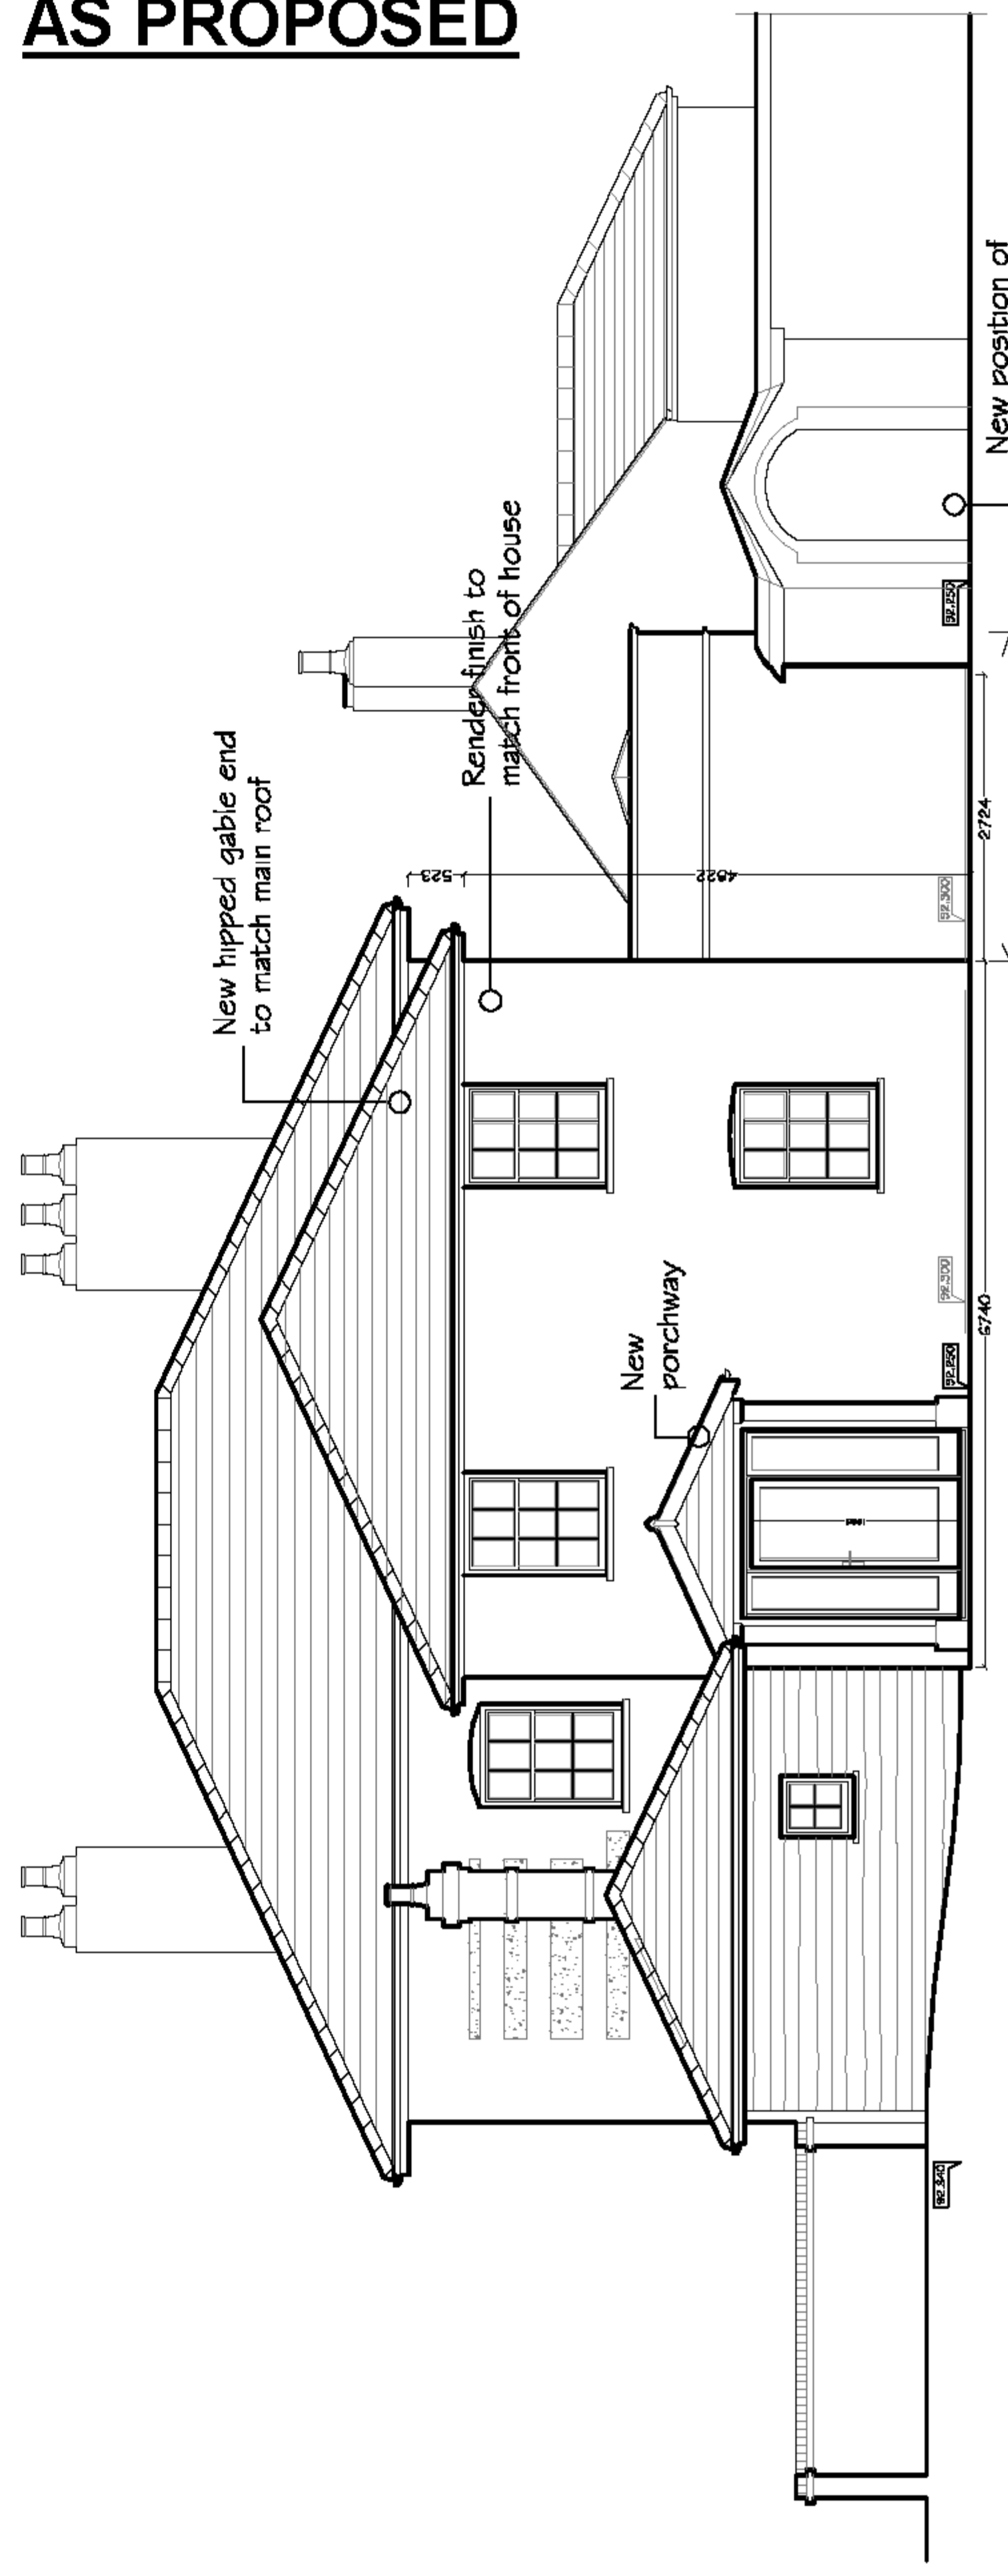 AS PROPOSED
New hipped gable end
to match main roof
Render finish to
match front of house
New
porchway
New position of
523
4822
2724
6740
92.340
92.250
92.300
92.300
92.250